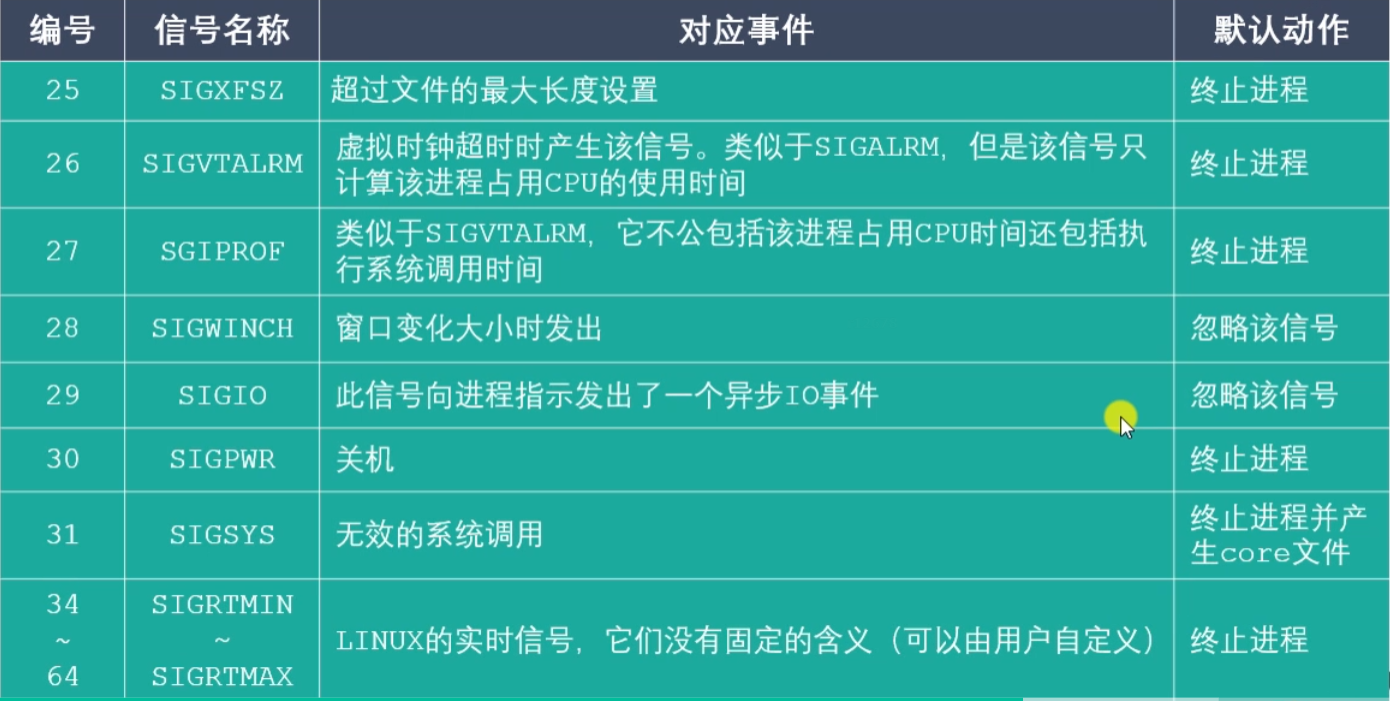 编号 信号名称 对应事件 默认动作
25 SIGXFSZ 超过文件的最大长度设置 终止进程
26 SIGVTALRM 虚拟时钟超时时产生该信号。类似于SIGALRM，但是该信号只
计算该进程占用CPU的使用时间 终止进程
27 SGIPROF 类似于SIGVTALRM，它不公包括该进程占用CPU时间还包括执
行系统调用时间 终止进程
28 SIGWINCH 窗口变化大小时发出 忽略该信号
29 SIGIO 此信号向进程指示发出了一个异步IO事件 忽略该信号
30 SIGPWR 关机 终止进程
31 SIGSYS 无效的系统调用 终止进程并产
生core文件
34 SIGRTMIN
~ ~ LINUX的实时信号，它们没有固定的含义（可以由用户自定义） 终止进程
64 SIGRTMAX